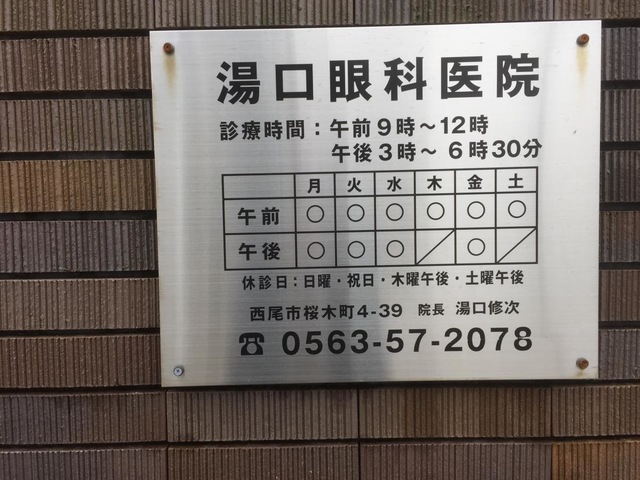 湯口眼科医院
診療時間：午前9時～12時
午後3時～6時30分
月 火 水 木 金 土
午前 ○ ○ ○ ○ ○ ○
午後 ○ ○ ○ ／ ○ ／
休診日：日曜・祝日・木曜午後・土曜午後
西尾市桜木町4-39 院長 湯口修次
☎ 0563-57-2078